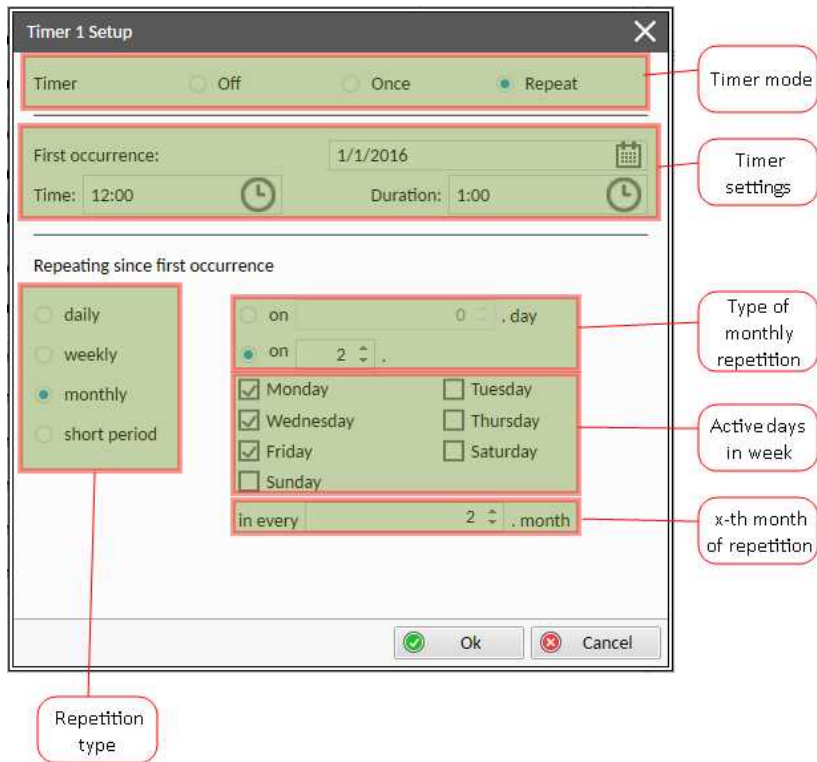 Timer 1 Setup
Timer Off Once Repeat
Timer mode
First occurrence: 1/1/2016
Time: 12:00 Duration: 1:00
Timer
settings
Repeating since first occurrence
daily
weekly
monthly
short period
on 0 . day
on 2 .
Type of
monthly
repetition
Monday Tuesday
Wednesday Thursday
Friday Saturday
Sunday
Active days
in week
in every 2 . month
x-th month
of repetition
Ok Cancel
Repetition
type